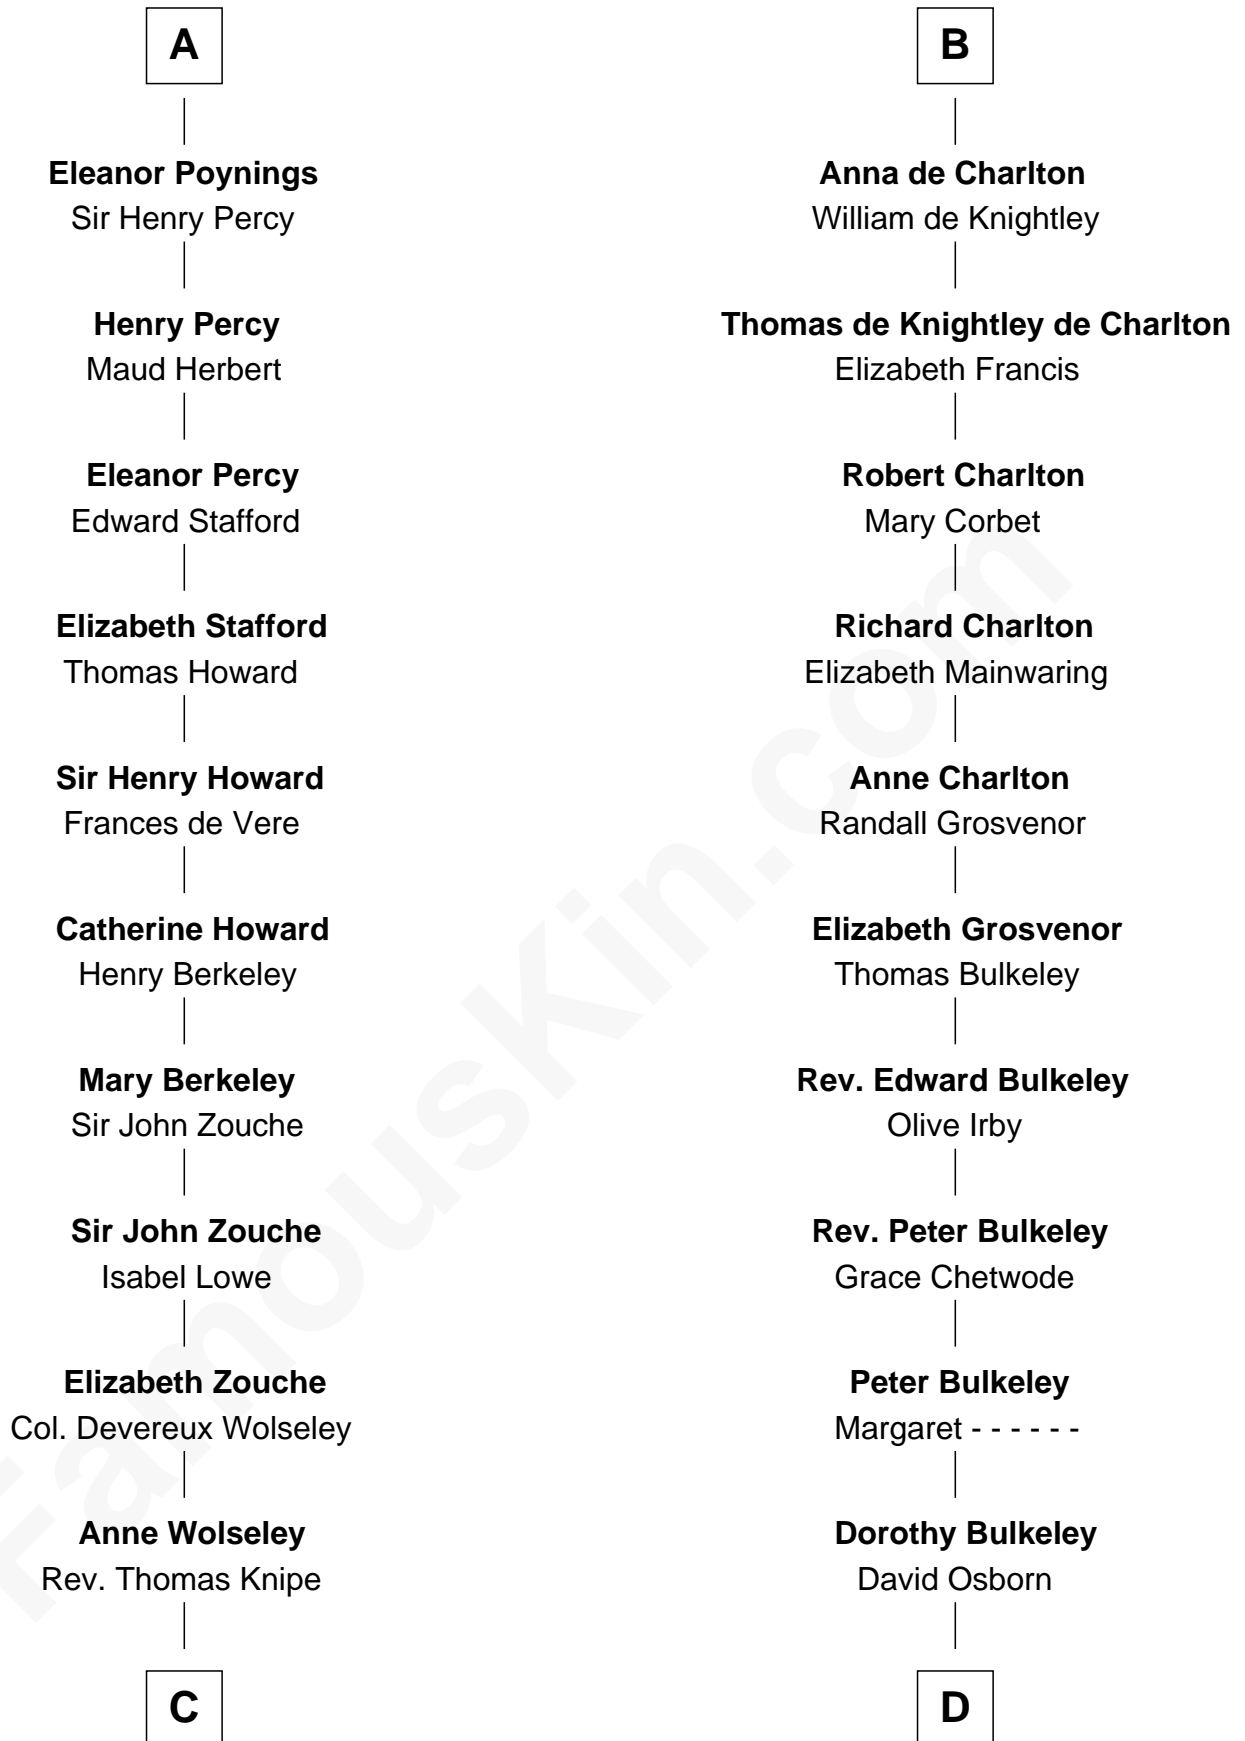 A
Eleanor Poynings
Sir Henry Percy
Henry Percy
Maud Herbert
Eleanor Percy
Edward Stafford
Elizabeth Stafford
Thomas Howard
Sir Henry Howard
Frances de Vere
Catherine Howard
Henry Berkeley
Mary Berkeley
Sir John Zouche
Sir John Zouche
Isabel Lowe
Elizabeth Zouche
Col. Devereux Wolseley
Anne Wolseley
Rev. Thomas Knipe
C
B
Anna de Charlton
William de Knightley
Thomas de Knightley de Charlton
Elizabeth Francis
Robert Charlton
Mary Corbet
Richard Charlton
Elizabeth Mainwaring
Anne Charlton
Randall Grosvenor
Elizabeth Grosvenor
Thomas Bulkeley
Rev. Edward Bulkeley
Olive Irby
Rev. Peter Bulkeley
Grace Chetwode
Peter Bulkeley
Margaret - - - - - -
Dorothy Bulkeley
David Osborn
D
FamousKin.com